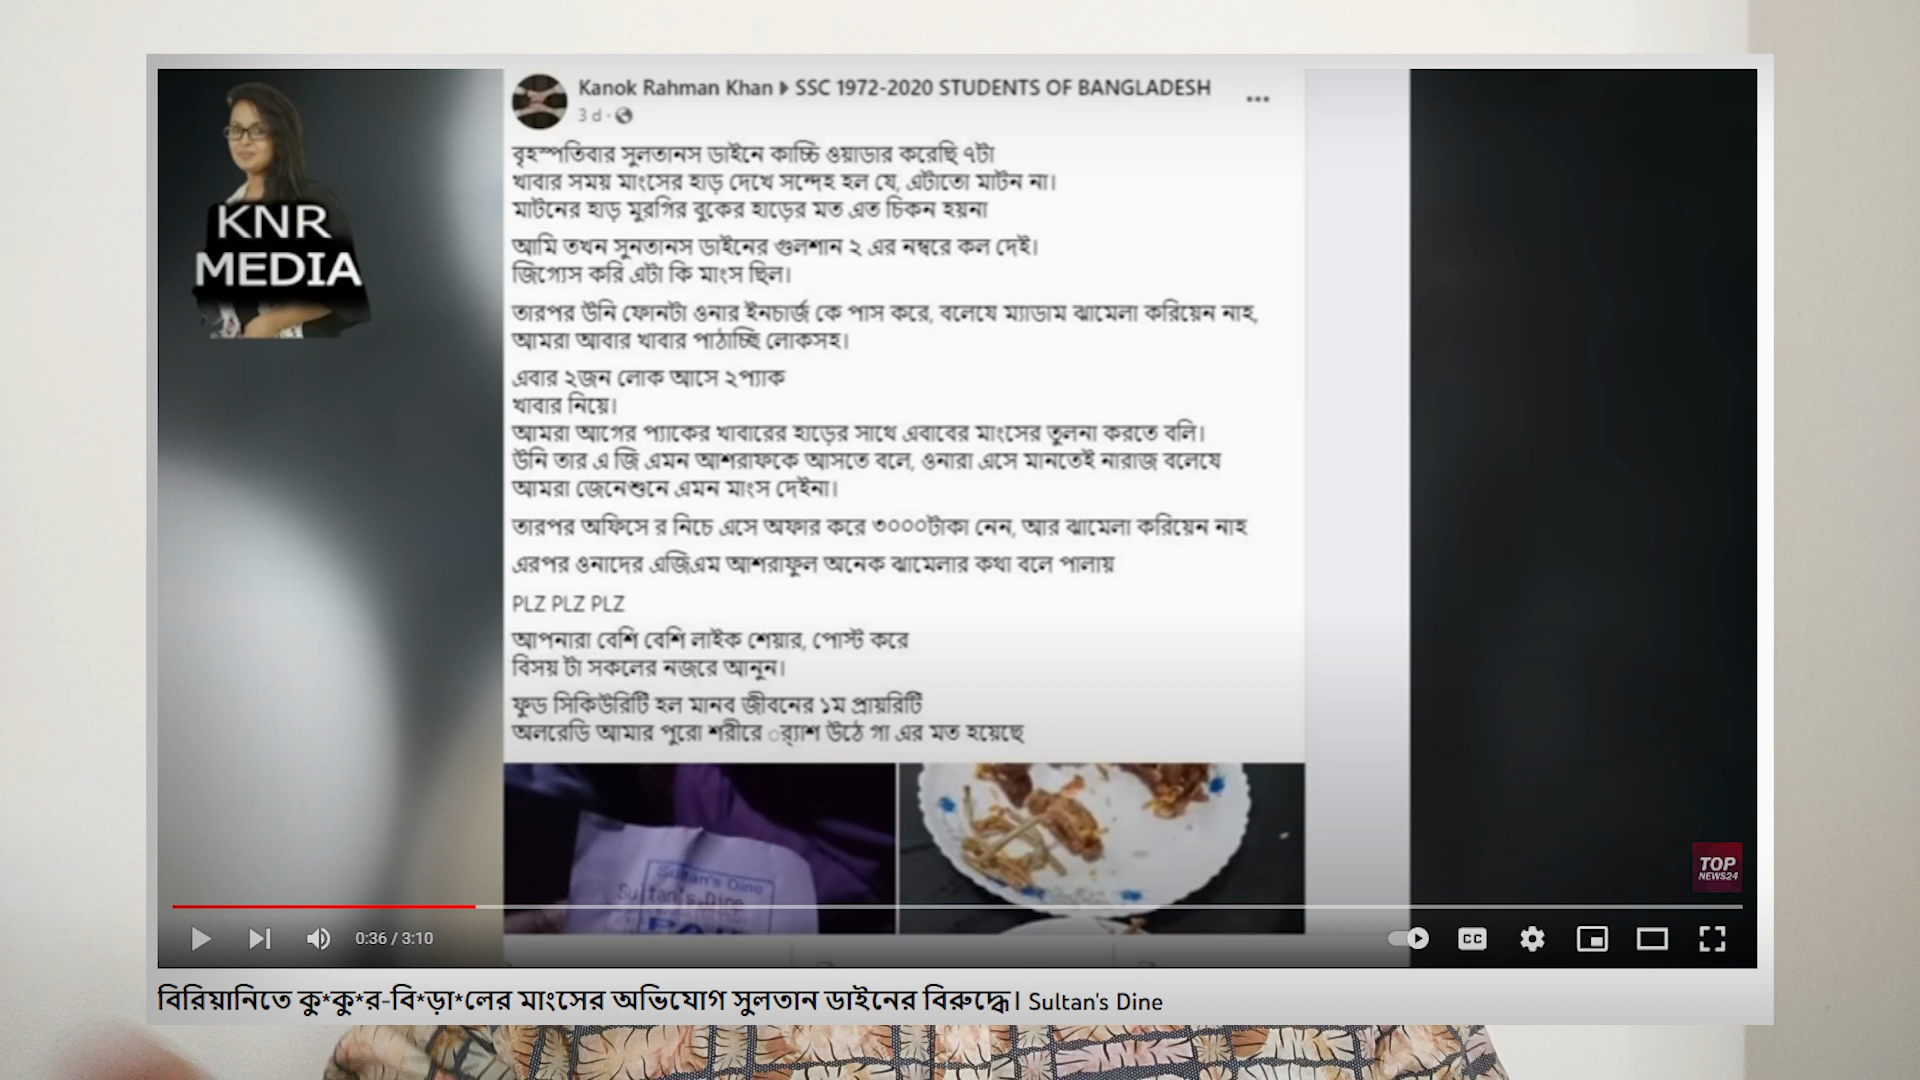 KNR
MEDIA
Kanok Rahman Khan ▸ SSC 1972-2020 STUDENTS OF BANGLADESH
3 d ·
বৃহস্পতিবার সুলতানস ডাইনে কাচ্চি ওয়াডার করেছি ৭টা
খাবার সময় মাংসের হাড় দেখে সন্দেহ হল যে, এটাতো মাটন না।
মাটনের হাড় মুরগির বুকের হাড়ের মত এত চিকন হয়না
আমি তখন সুনতানস ডাইনের গুলশান ২ এর নম্বরে কল দেই।
জিগ্যেস করি এটা কি মাংস ছিল।
তারপর উনি ফোনটা ওনার ইনচার্জ কে পাস করে, বলেযে ম্যাডাম ঝামেলা করিয়েন নাহ,
আমরা আবার খাবার পাঠাচ্ছি লোকসহ।
এবার ২জন লোক আসে ২প্যাক
খাবার নিয়ে।
আমরা আগের প্যাকের খাবারের হাড়ের সাথে এবাবের মাংসের তুলনা করতে বলি।
উনি তার এ জি এমন আশরাফকে আসতে বলে, ওনারা এসে মানতেই নারাজ বলেযে
আমরা জেনেশুনে এমন মাংস দেইনা।
তারপর অফিসে র নিচে এসে অফার করে ৩০০০টাকা নেন, আর ঝামেলা করিয়েন নাহ
এরপর ওনাদের এজিএম আশরাফুল অনেক ঝামেলার কথা বলে পালায়
PLZ PLZ PLZ
আপনারা বেশি বেশি লাইক শেয়ার, পোস্ট করে
বিসয় টা সকলের নজরে আনুন।
ফুড সিকিউরিটি হল মানব জীবনের ১ম প্রায়রিটি
অলরেডি আমার পুরো শরীরে র‍্যাশ উঠে গা এর মত হয়েছে
Sultan's Dine
Sultan's Dine
TOP
NEWS24
0:36 / 3:10
CC
বিরিয়ানিতে কু*কু*র-বি*ড়া*লের মাংসের অভিযোগ সুলতান ডাইনের বিরুদ্ধে। Sultan's Dine